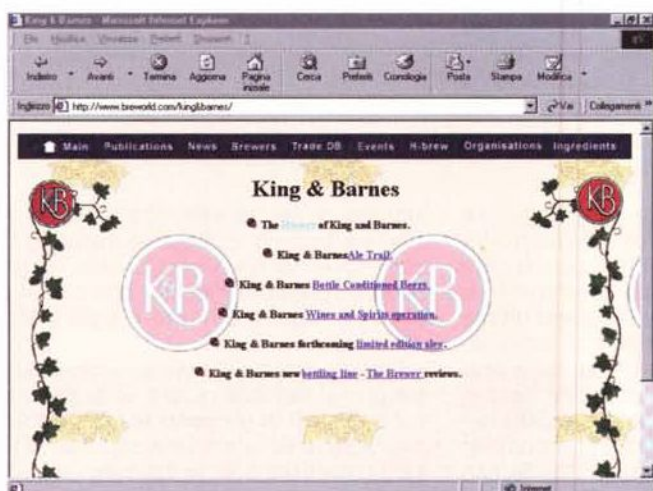 King & Barnes - Microsoft Internet Explorer
File Modifica Visualizza Preferiti Strumenti ?
Indietro Avanti Termina Aggiorna Pagina iniziale Cerca Preferiti Cronologia Posta Stampa Modifica
Indirizzo http://www.breworld.com/king&barnes/ Vai Collegamenti »
Main Publications News Brewers Trade DB Events H-brew Organisations Ingredients
KB
KB
King & Barnes
The History of King and Barnes.
King & Barnes Ale Trail.
King & Barnes Bottle Conditioned Beers.
King & Barnes Wines and Spirits operation.
King & Barnes forthcoming limited edition ales.
King & Barnes new bottling line - The Brewer reviews.
K&B
K&B
Internet